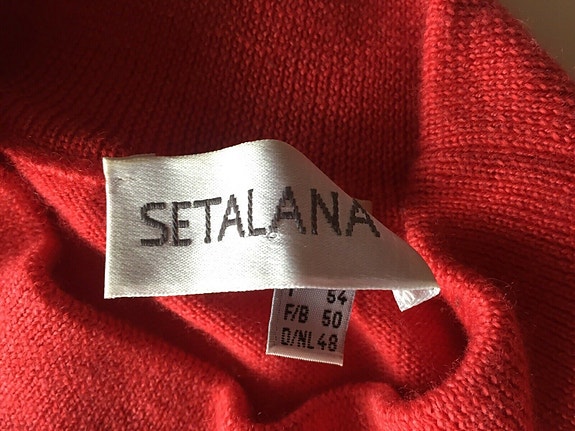 SETALANA
54
F/B 50
D/NL 48